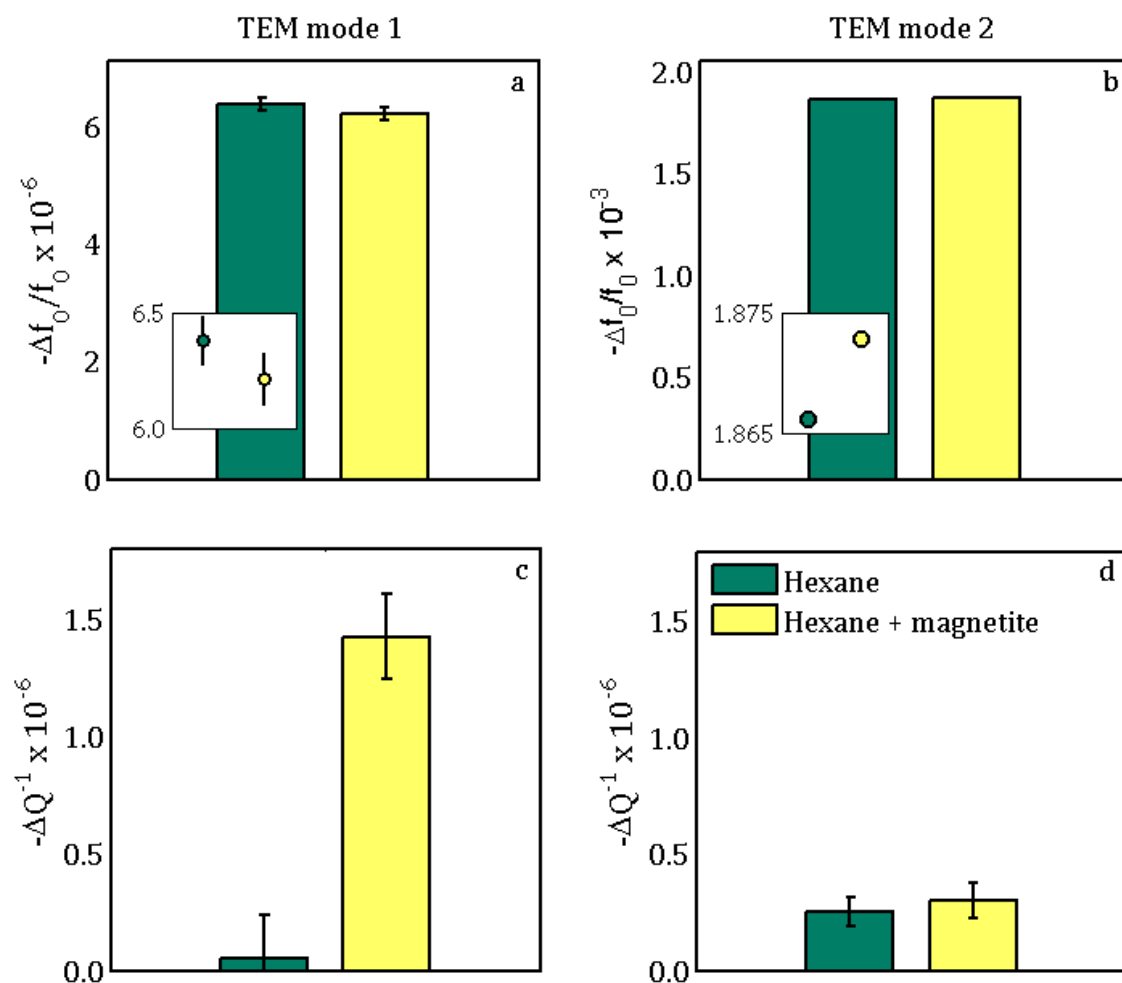 TEM mode 1
TEM mode 2
a
6
4
2
0
-Δf₀/f₀ x 10⁻⁶
6.5
6.0
b
2.0
1.5
1.0
0.5
0.0
-Δf₀/f₀ x 10⁻³
1.875
1.865
c
1.5
1.0
0.5
0.0
-ΔQ⁻¹ x 10⁻⁶
d
Hexane
Hexane + magnetite
1.5
1.0
0.5
0.0
-ΔQ⁻¹ x 10⁻⁶